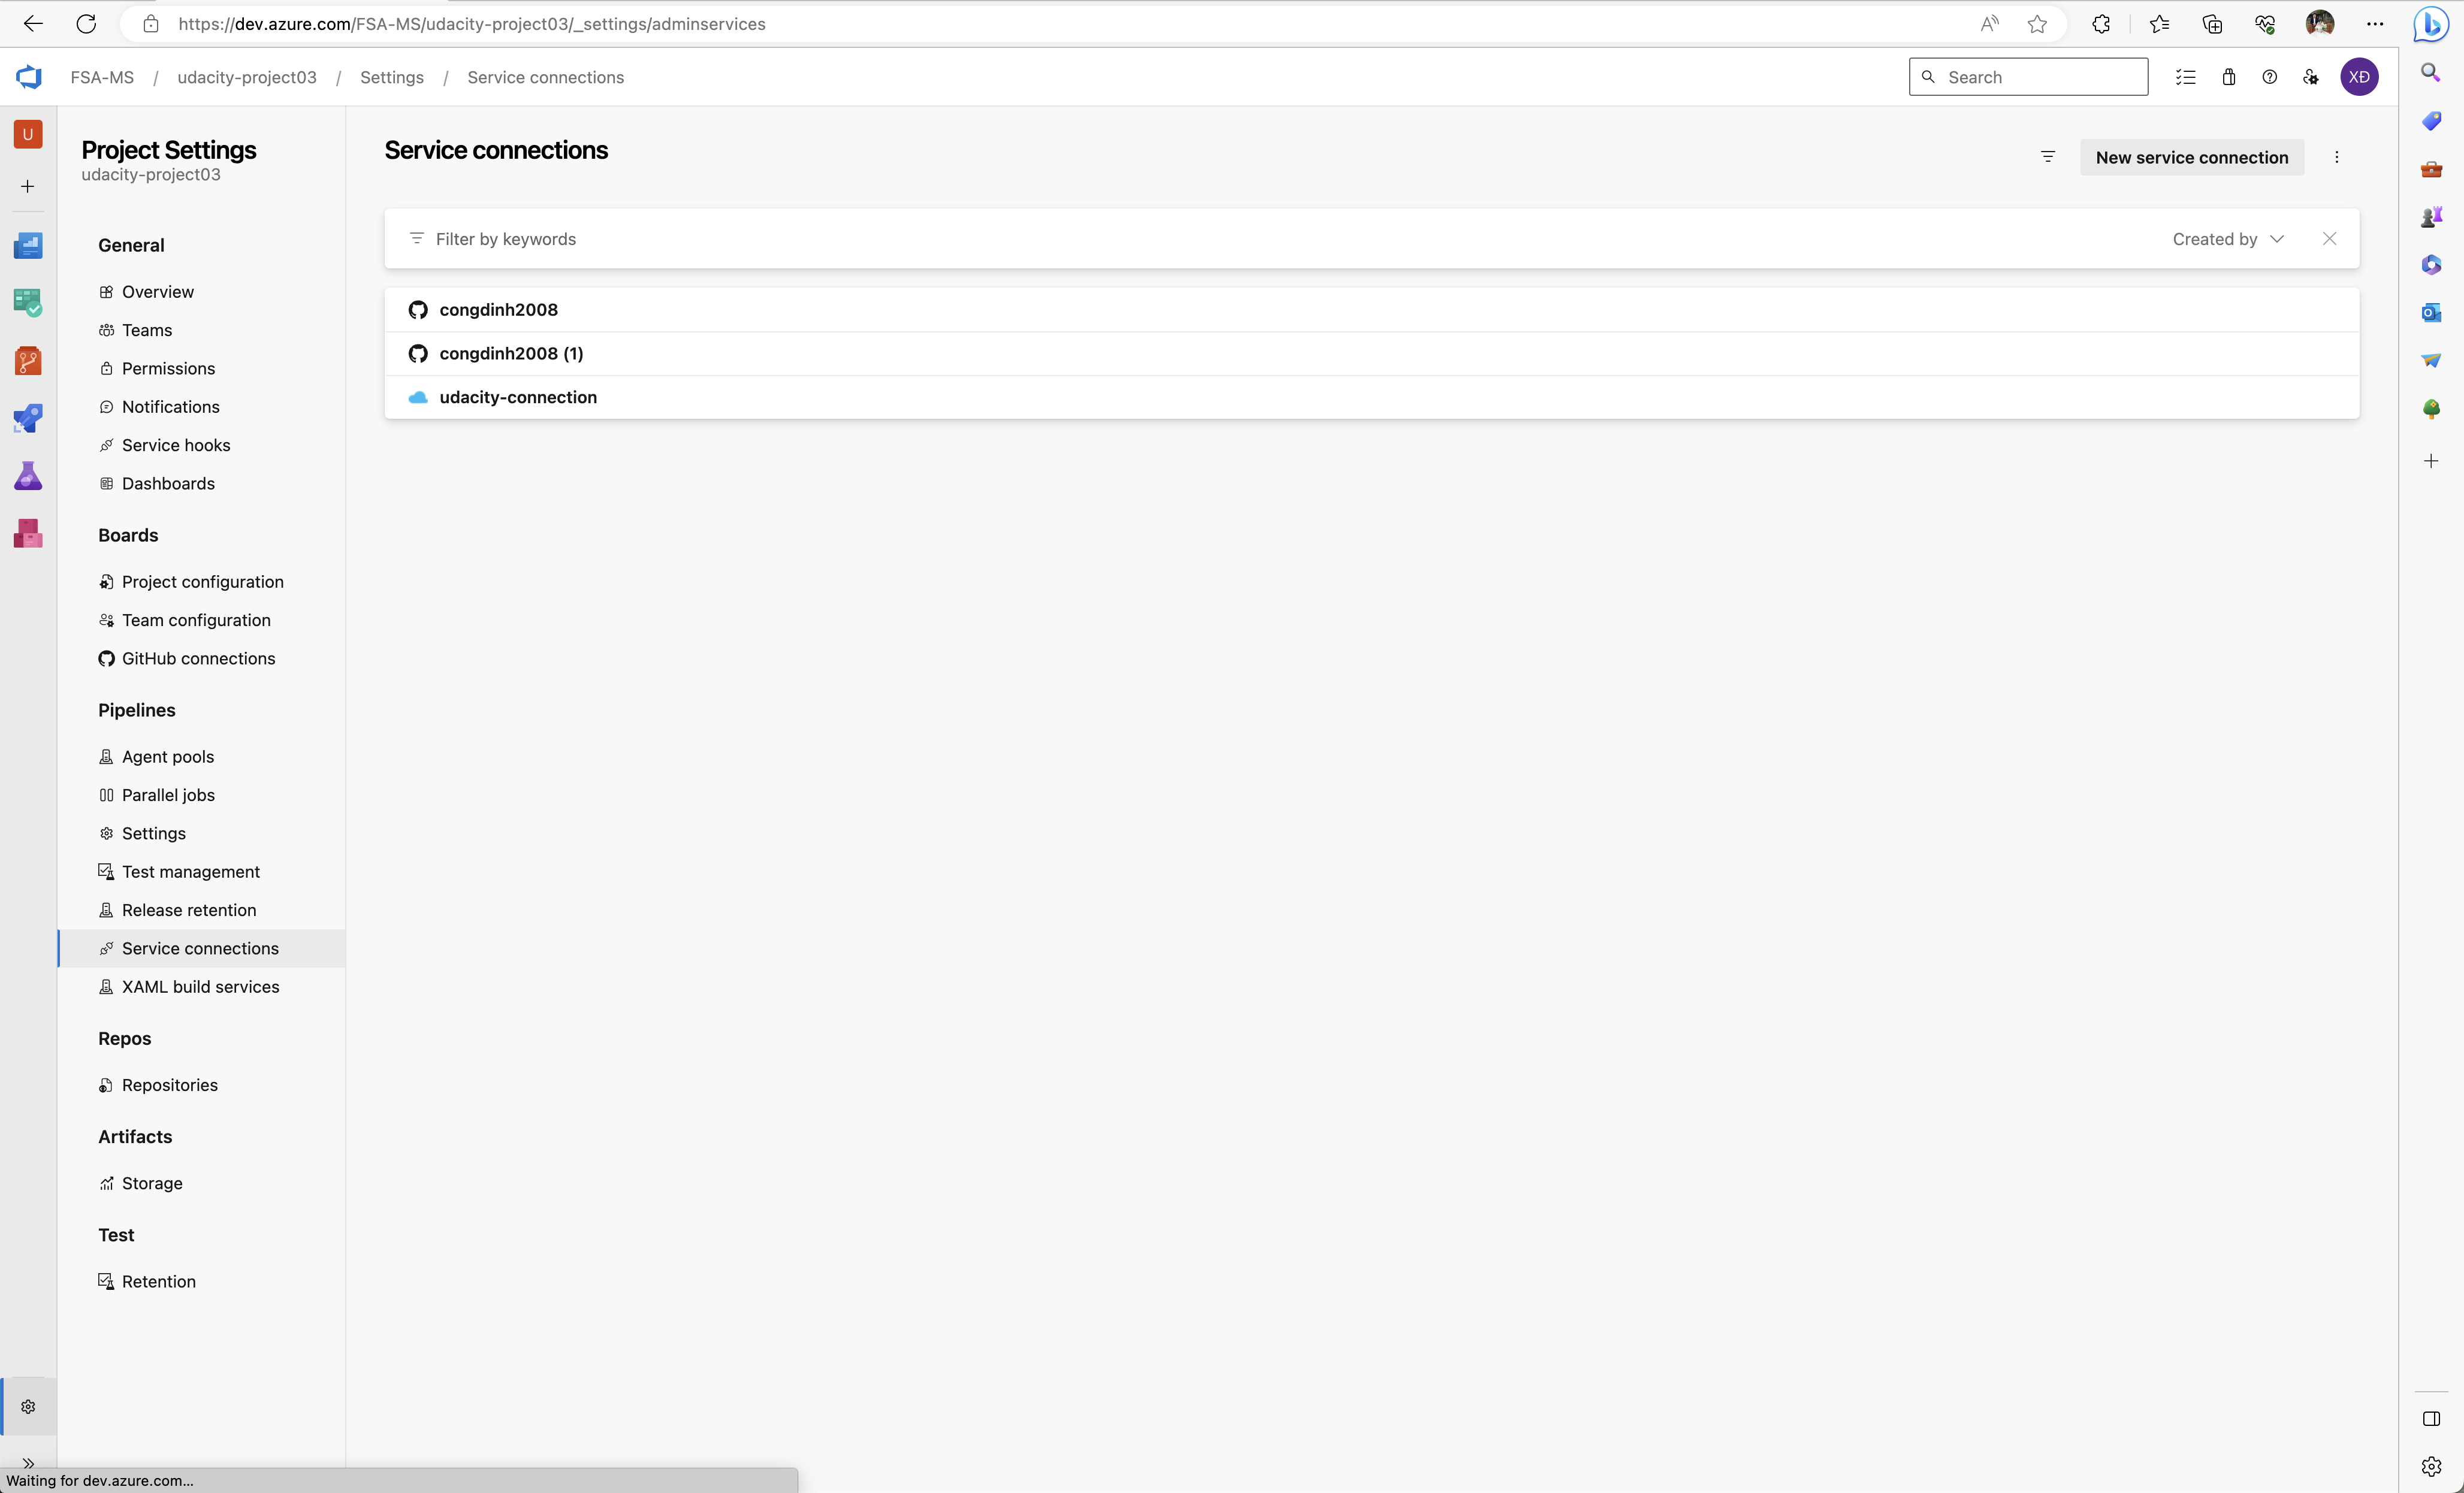 https://dev.azure.com/FSA-MS/udacity-project03/_settings/adminservices
FSA-MS / udacity-project03 / Settings / Service connections
Search
XĐ
U
Project Settings
udacity-project03
General
Overview
Teams
Permissions
Notifications
Service hooks
Dashboards
Boards
Project configuration
Team configuration
GitHub connections
Pipelines
Agent pools
Parallel jobs
Settings
Test management
Release retention
Service connections
XAML build services
Repos
Repositories
Artifacts
Storage
Test
Retention
Service connections
New service connection
Filter by keywords
Created by
congdinh2008
congdinh2008 (1)
udacity-connection
Waiting for dev.azure.com...